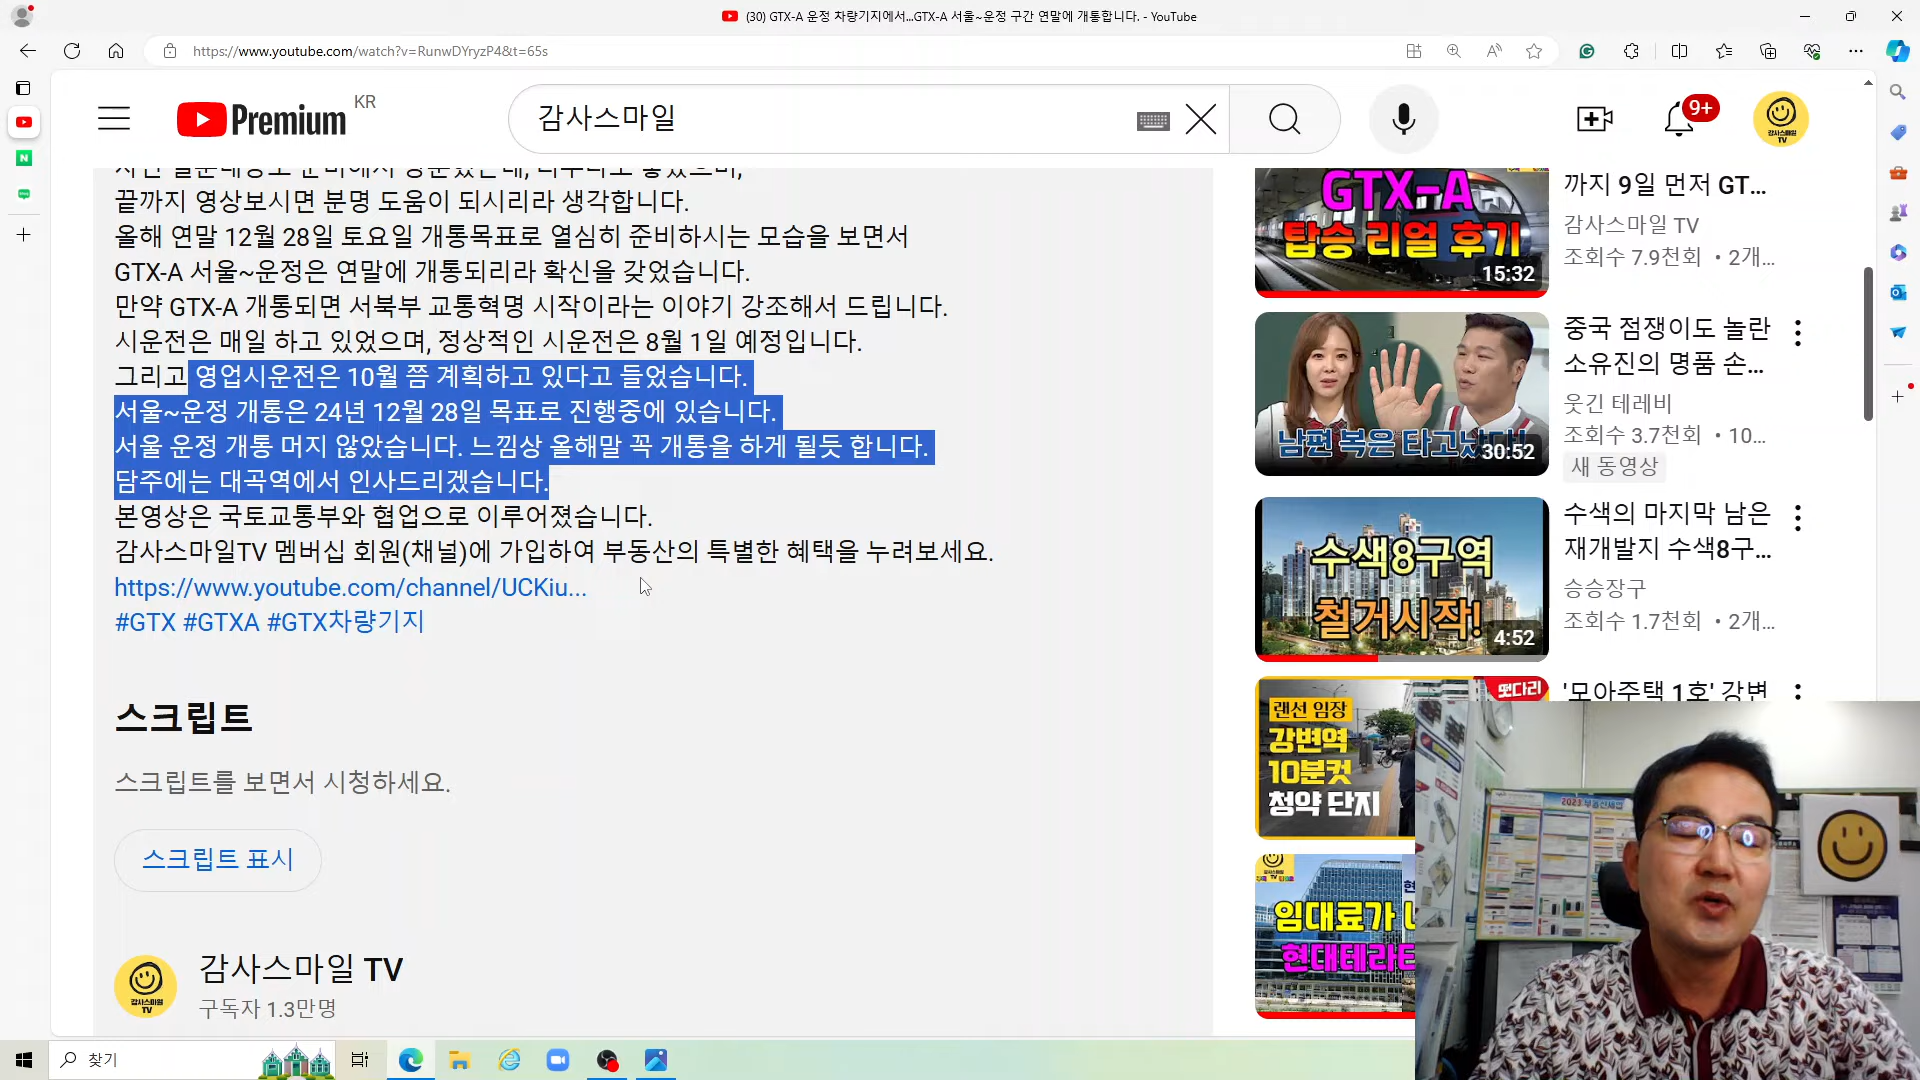 (30) GTX-A 운정 차량기지에서...GTX-A 서울~운정 구간 연말에 개통합니다. - YouTube
https://www.youtube.com/watch?v=RunwDYryzP4&t=65s
Premium KR
감사스마일
9+
끝까지 영상보시면 분명 도움이 되시리라 생각합니다.
올해 연말 12월 28일 토요일 개통목표로 열심히 준비하시는 모습을 보면서
GTX-A 서울~운정은 연말에 개통되리라 확신을 갖었습니다.
만약 GTX-A 개통되면 서북부 교통혁명 시작이라는 이야기 강조해서 드립니다.
시운전은 매일 하고 있었으며, 정상적인 시운전은 8월 1일 예정입니다.
그리고 영업시운전은 10월 쯤 계획하고 있다고 들었습니다.
서울~운정 개통은 24년 12월 28일 목표로 진행중에 있습니다.
서울 운정 개통 머지 않았습니다. 느낌상 올해말 꼭 개통을 하게 될듯 합니다.
담주에는 대곡역에서 인사드리겠습니다.
본영상은 국토교통부와 협업으로 이루어졌습니다.
감사스마일TV 멤버십 회원(채널)에 가입하여 부동산의 특별한 혜택을 누려보세요.
https://www.youtube.com/channel/UCKiu...
#GTX #GTXA #GTX차량기지
스크립트
스크립트를 보면서 시청하세요.
스크립트 표시
감사스마일 TV
구독자 1.3만명
GTX-A
탑승 리얼 후기
15:32
까지 9일 먼저 GT...
감사스마일 TV
조회수 7.9천회 • 2개...
남편 복은 타고났다!
30:52
중국 점쟁이도 놀란
소유진의 명품 손...
웃긴 테레비
조회수 3.7천회 • 10...
새 동영상
수색8구역
철거시작!
4:52
수색의 마지막 남은
재개발지 수색8구...
승승장구
조회수 1.7천회 • 2개...
떳다리
랜선 임장
강변역
10분컷
청약 단지
'모아주택 1호' 강변
임대료가
현대테라타
찾기